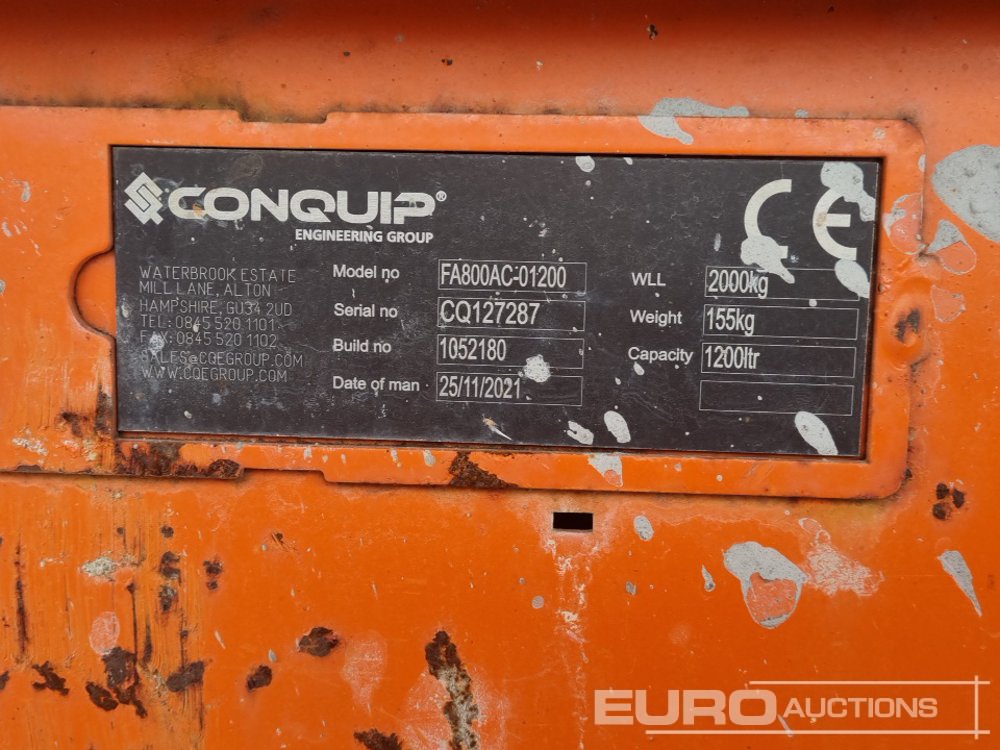 CONQUIP®
ENGINEERING GROUP
CE
WATERBROOK ESTATE
MILL LANE, ALTON
HAMPSHIRE, GU34 2UD
TEL: 0845 520 1101
FAX: 0845 520 1102
SALES@CQEGROUP.COM
WWW.CQEGROUP.COM
Model no FA800AC-01200
Serial no CQ127287
Build no 1052180
Date of man 25/11/2021
WLL 2000kg
Weight 155kg
Capacity 1200ltr
EURO AUCTIONS